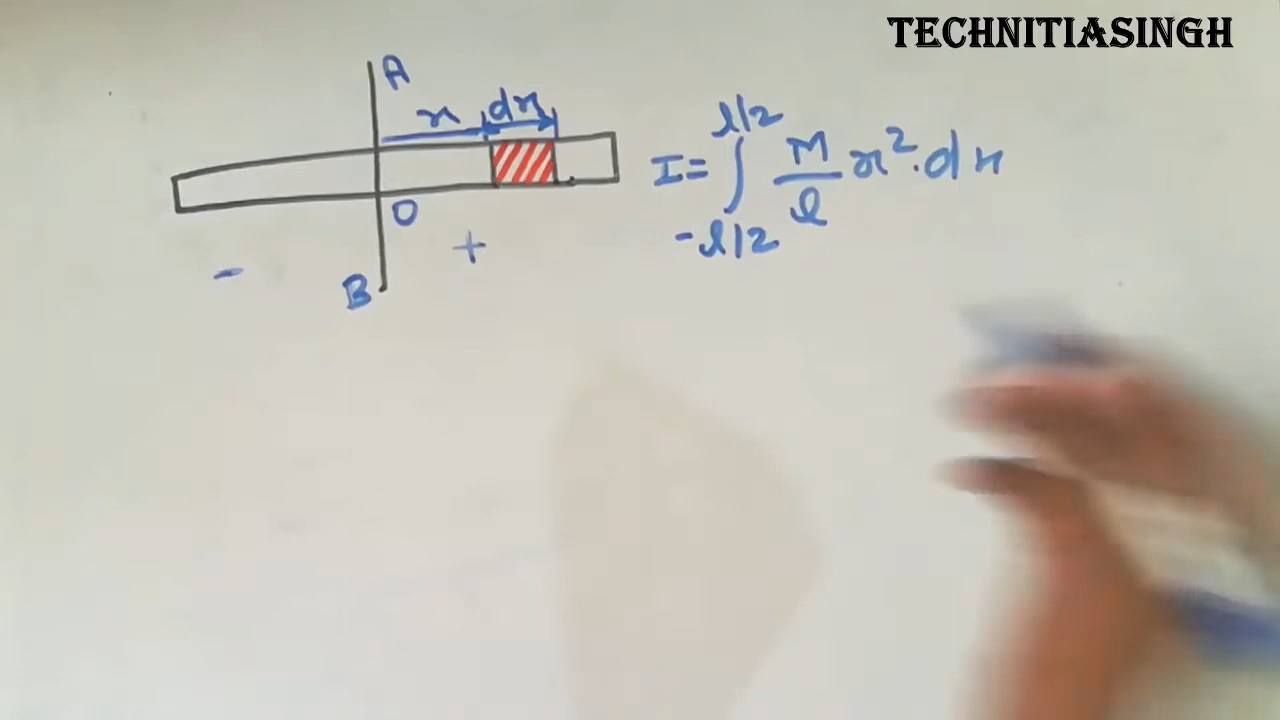 TECHNITIASINGH
A
x dx
I = ∫_{-l/2}^{l/2} M/l x². dx
O
- +
B